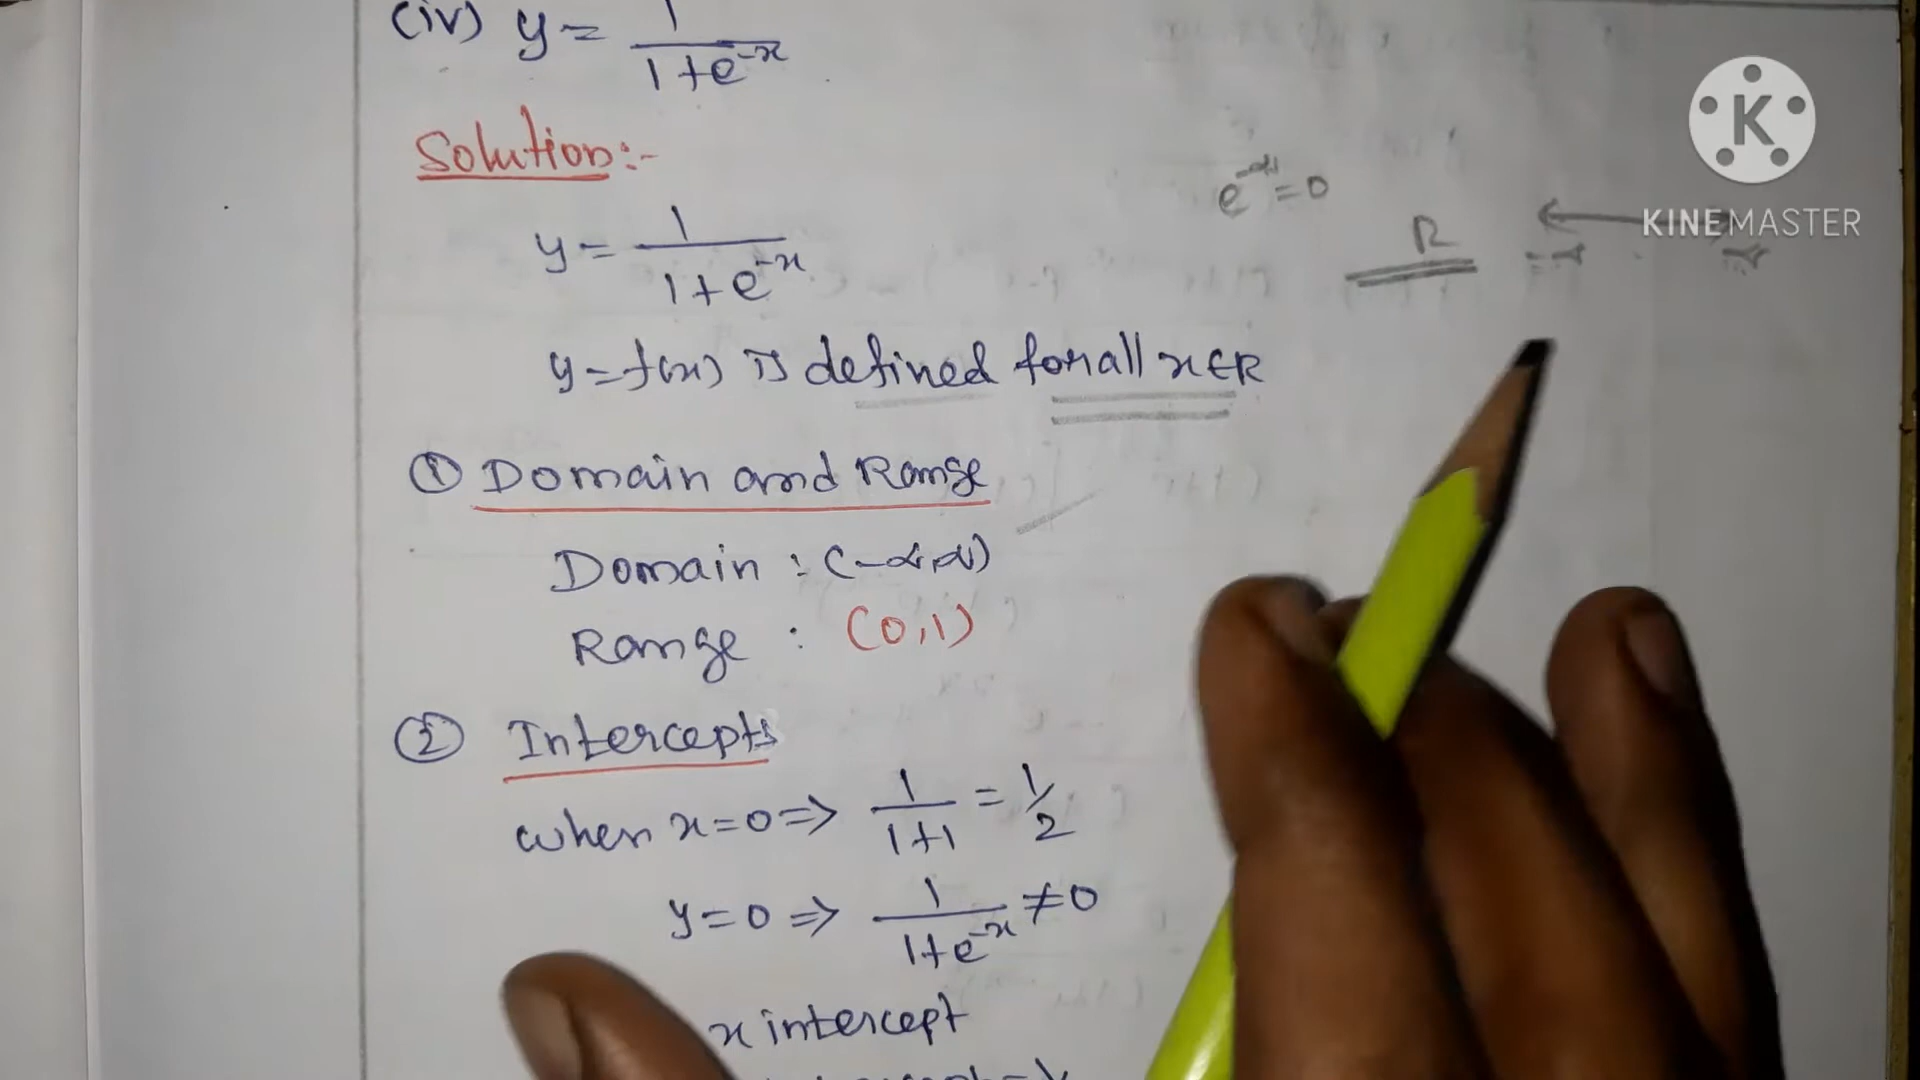 (iv) y = 1/(1+e^-x)
K
KINEMASTER
Solution:-
e^-∞ = 0
R
y = 1/(1+e^-x)
y = f(x) is defined for all x∈R
① Domain and Range
Domain : (-∞,∞)
Range : (0,1)
② Intercepts
when x=0 => 1/(1+1) = 1/2
y=0 => 1/(1+e^-x) ≠ 0
x intercept